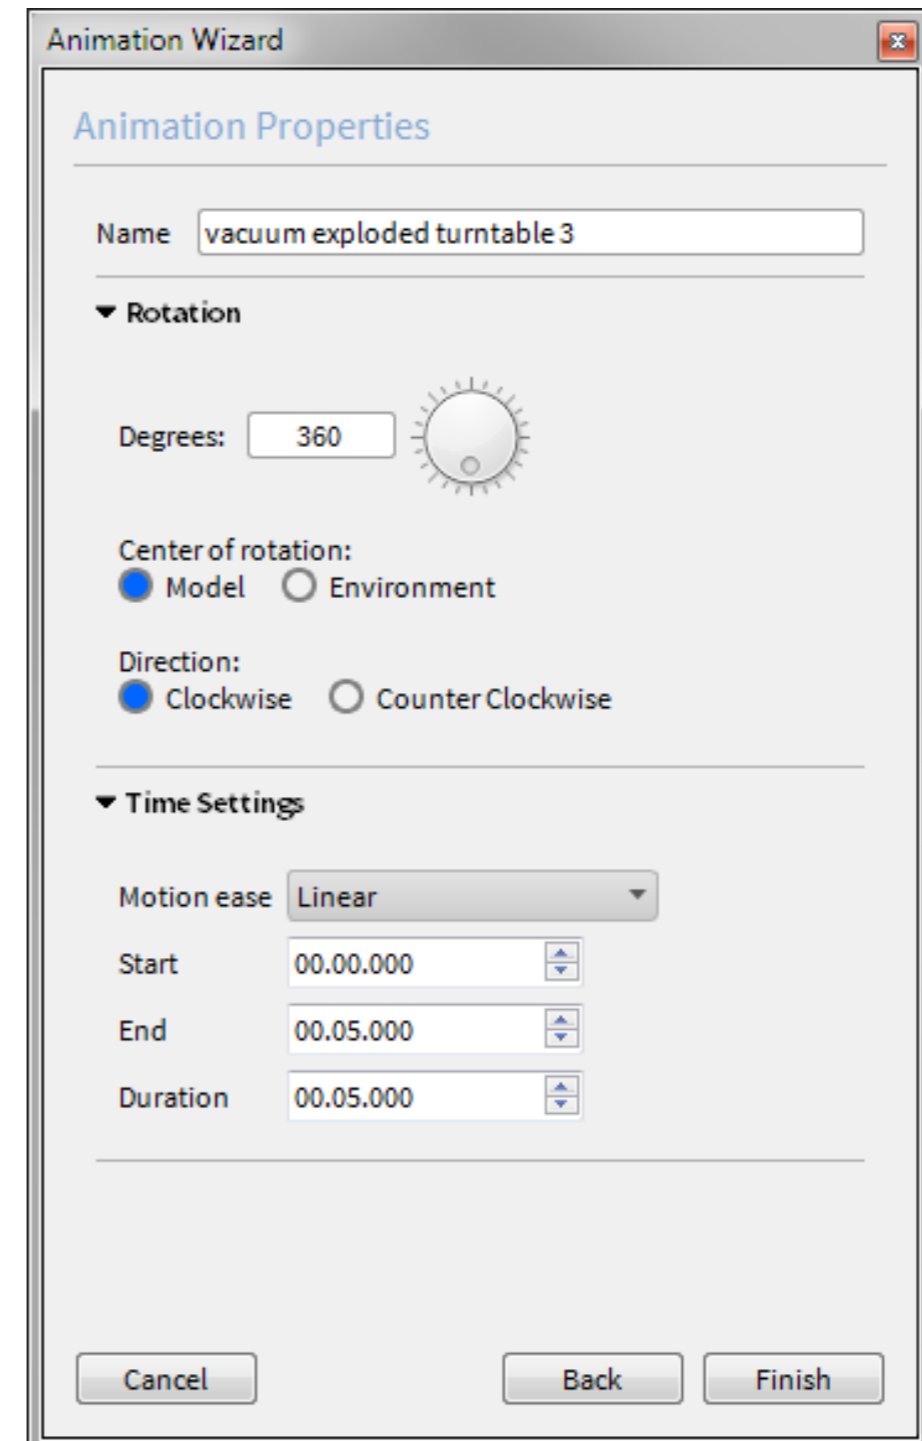 Animation Wizard
Animation Properties
Name vacuum exploded turntable 3
Rotation
Degrees: 360
Center of rotation:
Model Environment
Direction:
Clockwise Counter Clockwise
Time Settings
Motion ease Linear
Start 00.00.000
End 00.05.000
Duration 00.05.000
Cancel Back Finish